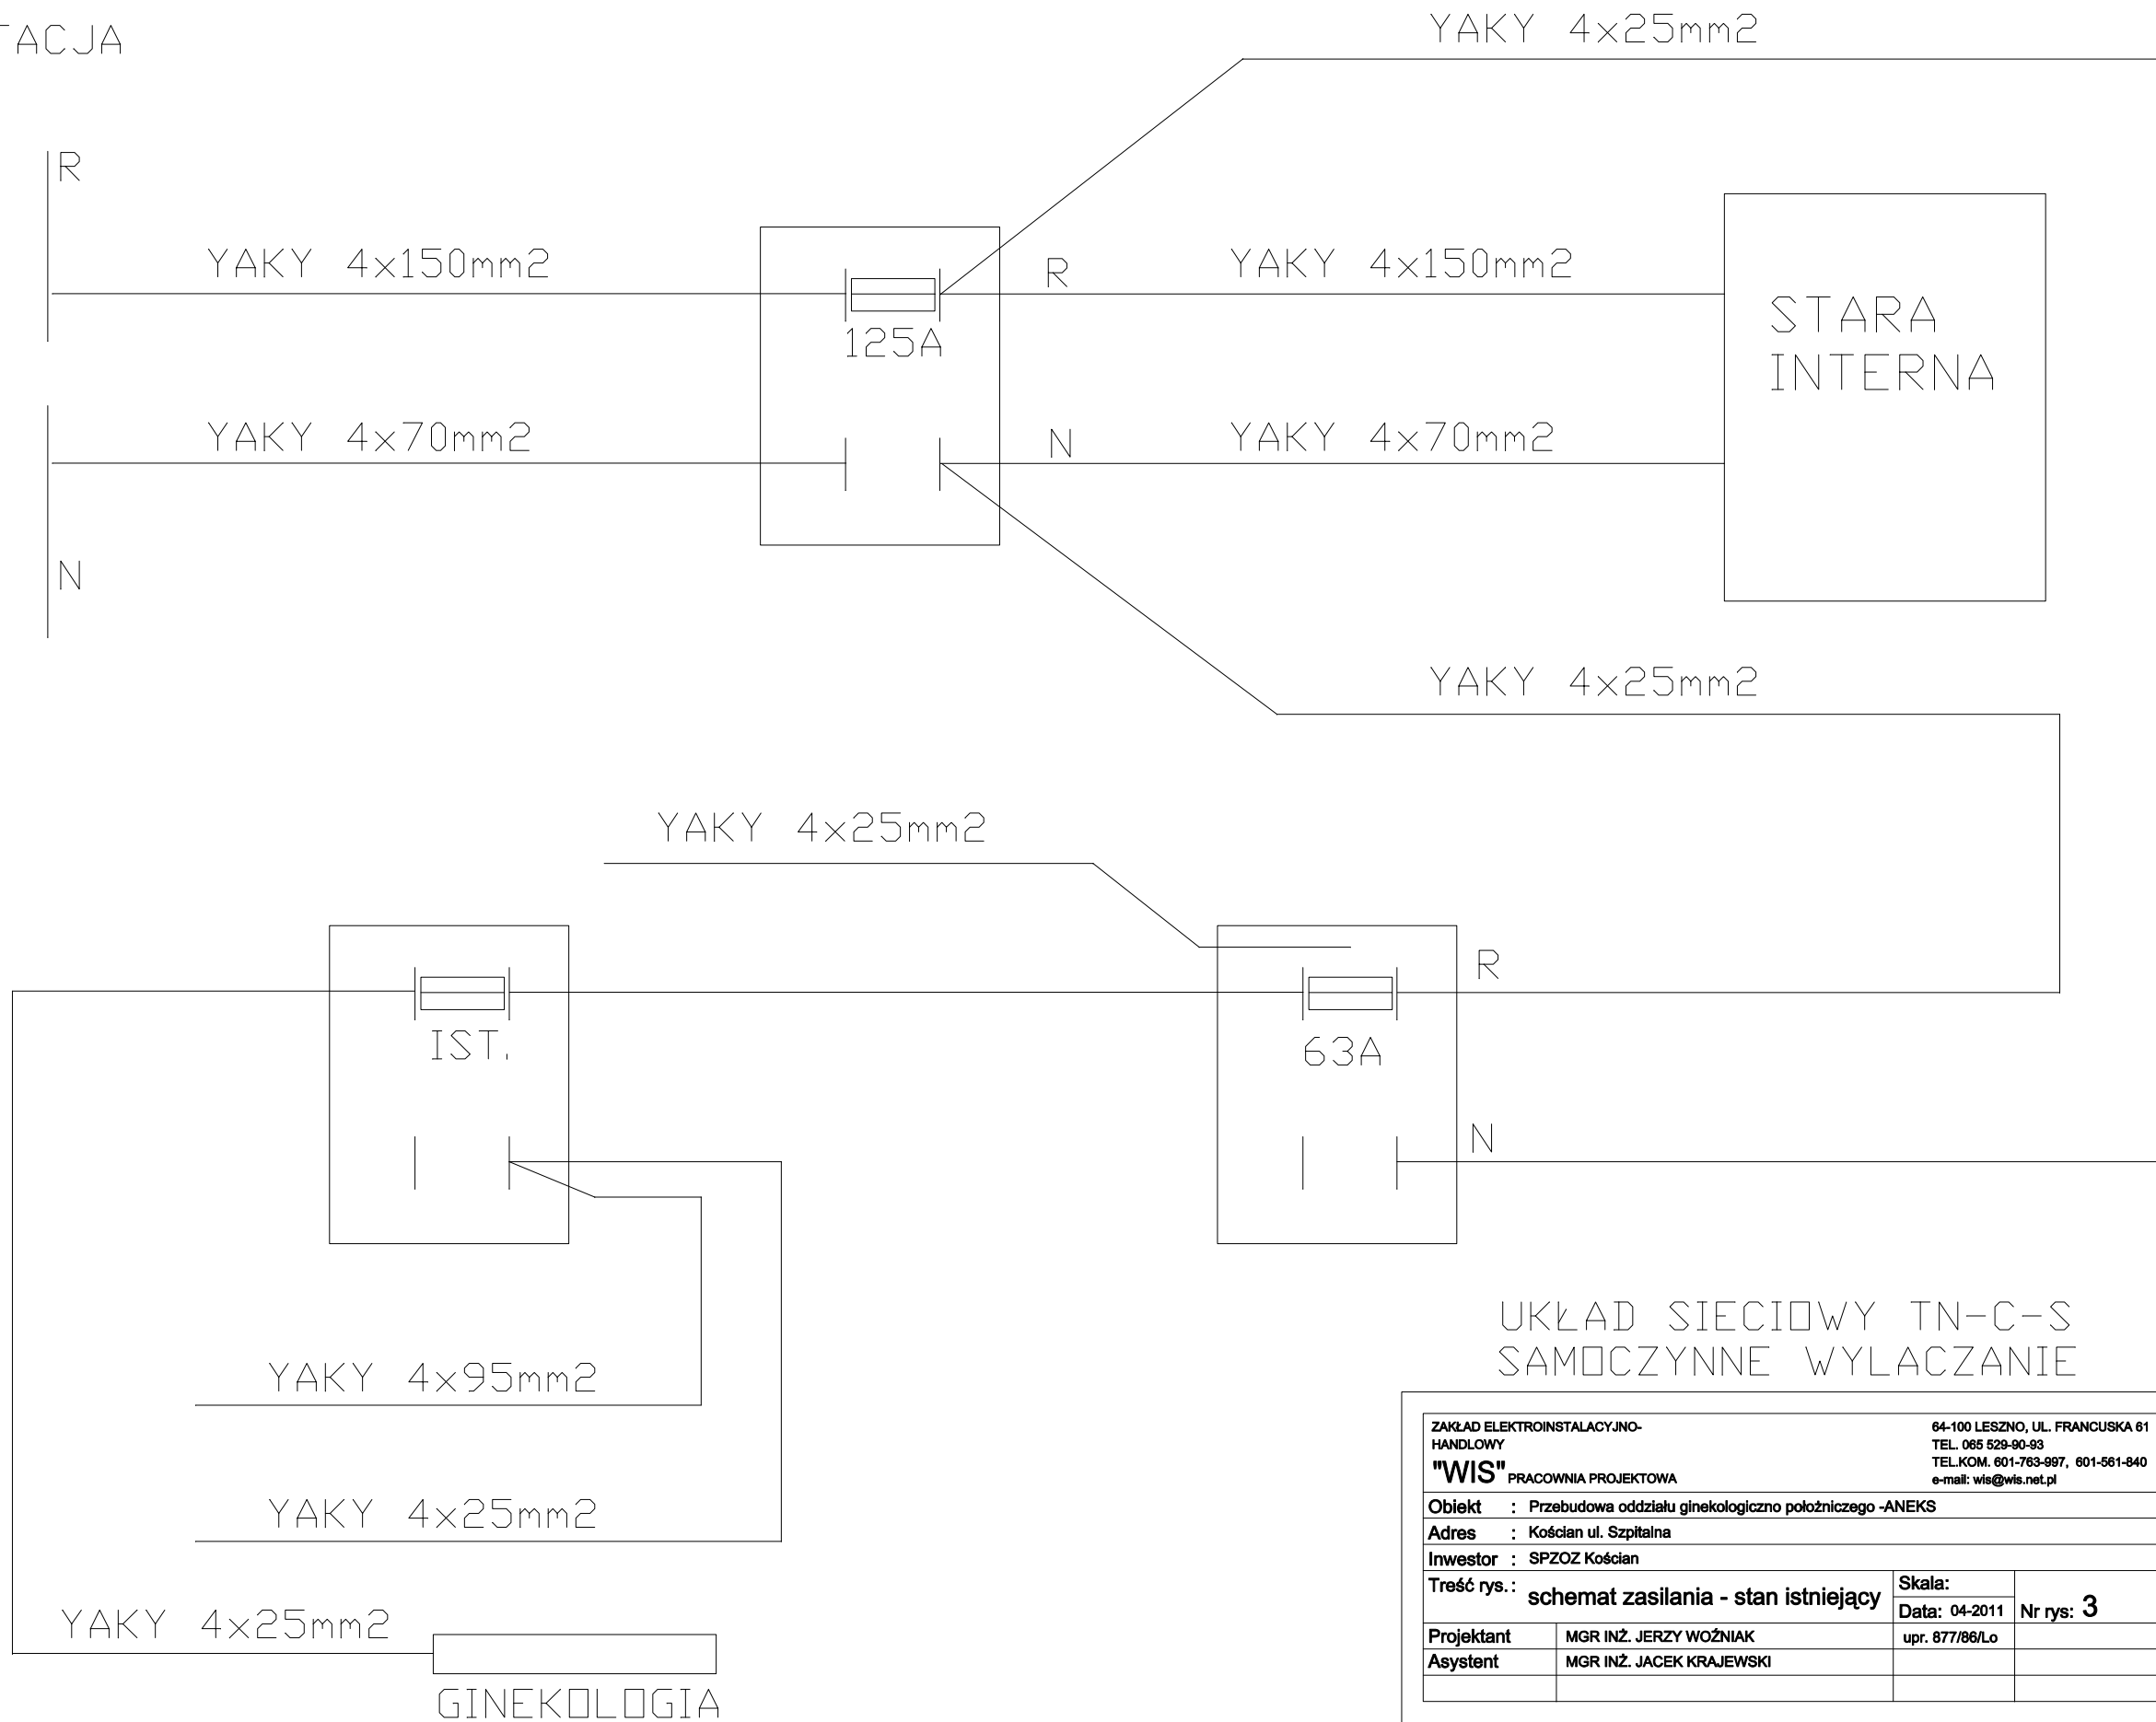 TACJA
YAKY 4x25mm2
R
YAKY 4x150mm2
R
YAKY 4x150mm2
125A
STARA
INTERNA
YAKY 4x70mm2
N
YAKY 4x70mm2
N
YAKY 4x25mm2
YAKY 4x25mm2
R
IST.
63A
N
YAKY 4x95mm2
YAKY 4x25mm2
YAKY 4x25mm2
GINEKOLOGIA
UKŁAD SIECIOWY TN-C-S
SAMOCZYNNE WYLACZANIE
ZAKŁAD ELEKTROINSTALACYJNO-
HANDLOWY
"WIS" PRACOWNIA PROJEKTOWA
64-100 LESZNO, UL. FRANCUSKA 61
TEL. 065 529-90-93
TEL.KOM. 601-763-997, 601-561-840
e-mail: wis@wis.net.pl
Obiekt : Przebudowa oddziału ginekologiczno położniczego -ANEKS
Adres : Kościan ul. Szpitalna
Inwestor : SPZOZ Kościan
Treść rys.: schemat zasilania - stan istniejący
Skala:
Data: 04-2011
Nr rys: 3
Projektant MGR INŻ. JERZY WOŹNIAK upr. 877/86/Lo
Asystent MGR INŻ. JACEK KRAJEWSKI